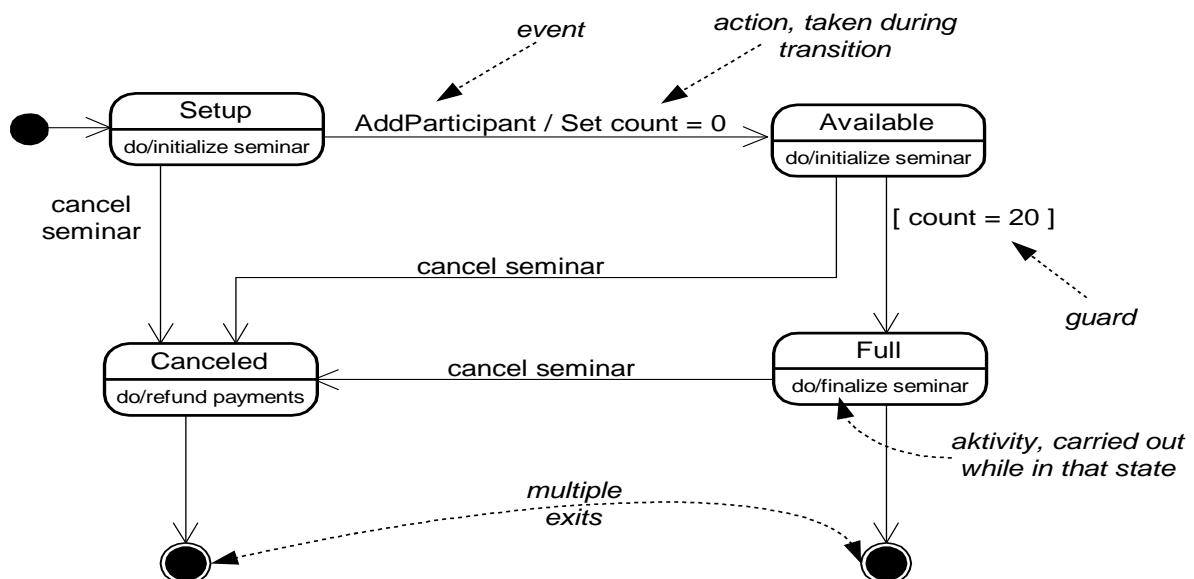 event
action, taken during
transition
Setup
do/initialize seminar
AddParticipant / Set count = 0
Available
do/initialize seminar
cancel
seminar
[ count = 20 ]
cancel seminar
guard
Canceled
do/refund payments
cancel seminar
Full
do/finalize seminar
aktivity, carried out
while in that state
multiple
exits